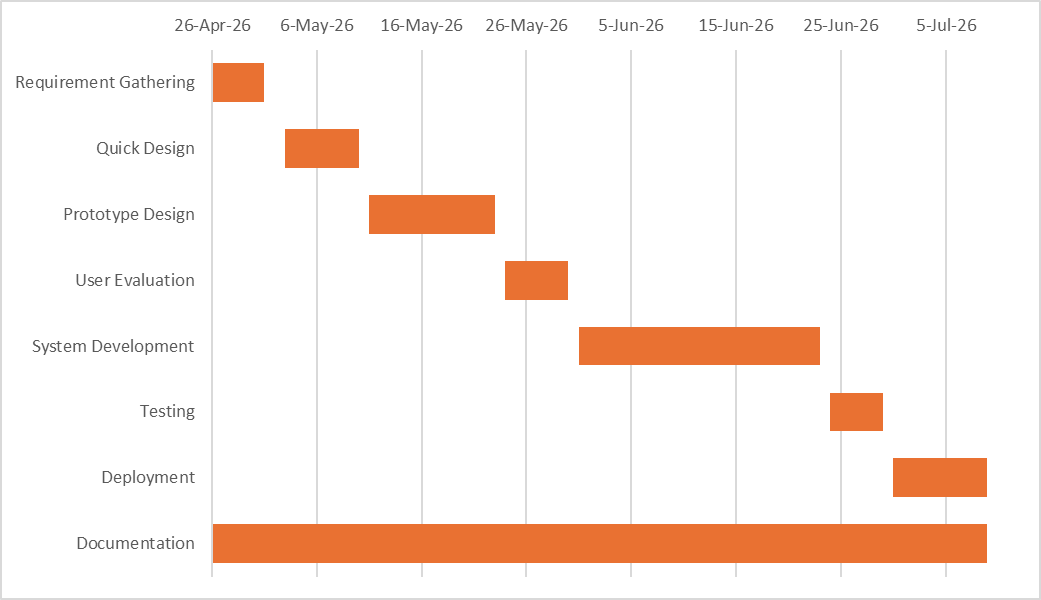 26-Apr-26 6-May-26 16-May-26 26-May-26 5-Jun-26 15-Jun-26 25-Jun-26 5-Jul-26
Requirement Gathering
Quick Design
Prototype Design
User Evaluation
System Development
Testing
Deployment
Documentation